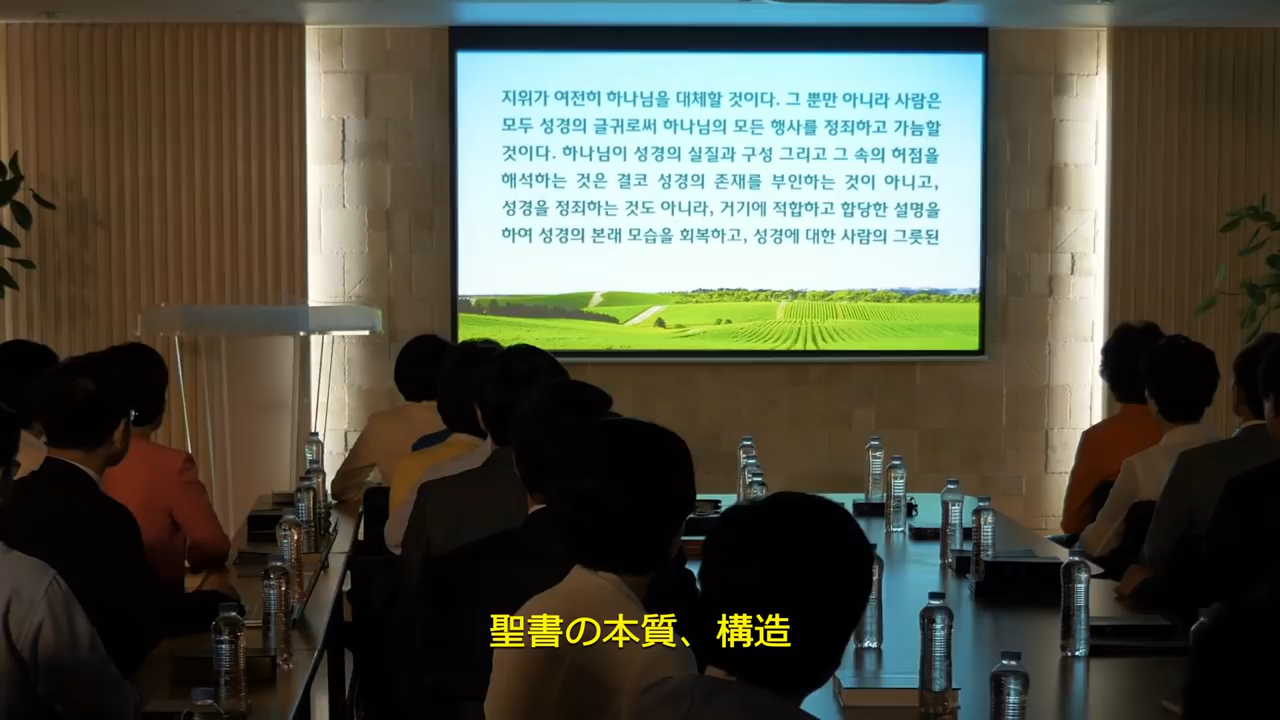 지위가 여전히 하나님을 대체할 것이다. 그 뿐만 아니라 사람은
모두 성경의 글귀로써 하나님의 모든 행사를 정죄하고 가늠할
것이다. 하나님이 성경의 실질과 구성 그리고 그 속의 허점을
해석하는 것은 결코 성경의 존재를 부인하는 것이 아니고,
성경을 정죄하는 것도 아니라, 거기에 적합하고 합당한 설명을
하여 성경의 본래 모습을 회복하고, 성경에 대한 사람의 그릇된
聖書の本質、構造